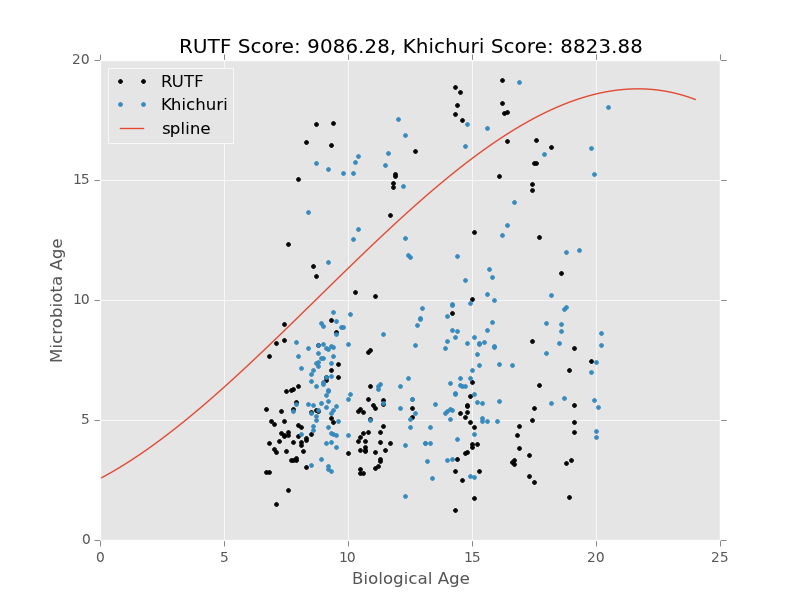 RUTF Score: 9086.28, Khichuri Score: 8823.88
20
RUTF
Khichuri
spline
15
Microbiota Age
10
5
0
0 5 10 15 20 25
Biological Age